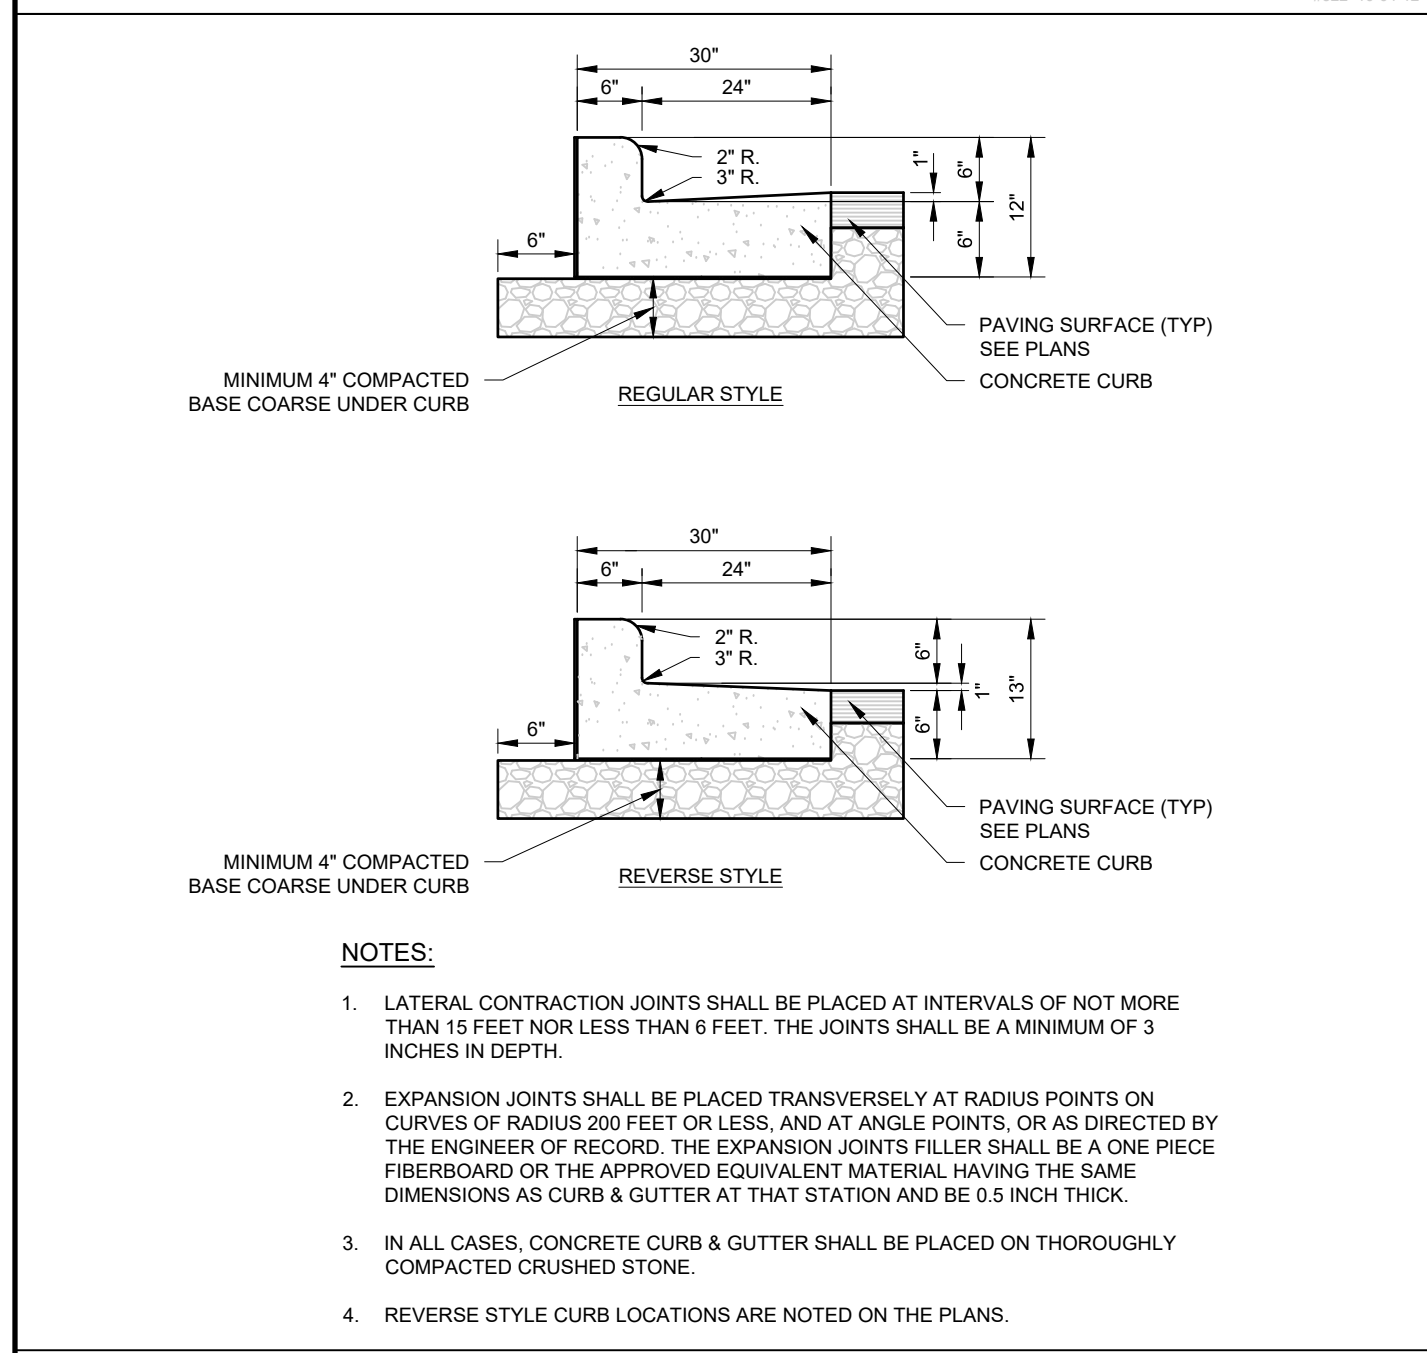 30"
6"
24"
2" R.
3" R.
1"
6"
12"
6"
6"
PAVING SURFACE (TYP)
SEE PLANS
CONCRETE CURB
MINIMUM 4" COMPACTED
BASE COARSE UNDER CURB
REGULAR STYLE
30"
6"
24"
2" R.
3" R.
6"
1"
13"
6"
6"
PAVING SURFACE (TYP)
SEE PLANS
CONCRETE CURB
MINIMUM 4" COMPACTED
BASE COARSE UNDER CURB
REVERSE STYLE
NOTES:
1. LATERAL CONTRACTION JOINTS SHALL BE PLACED AT INTERVALS OF NOT MORE
THAN 15 FEET NOR LESS THAN 6 FEET. THE JOINTS SHALL BE A MINIMUM OF 3
INCHES IN DEPTH.
2. EXPANSION JOINTS SHALL BE PLACED TRANSVERSELY AT RADIUS POINTS ON
CURVES OF RADIUS 200 FEET OR LESS, AND AT ANGLE POINTS, OR AS DIRECTED BY
THE ENGINEER OF RECORD. THE EXPANSION JOINTS FILLER SHALL BE A ONE PIECE
FIBERBOARD OR THE APPROVED EQUIVALENT MATERIAL HAVING THE SAME
DIMENSIONS AS CURB & GUTTER AT THAT STATION AND BE 0.5 INCH THICK.
3. IN ALL CASES, CONCRETE CURB & GUTTER SHALL BE PLACED ON THOROUGHLY
COMPACTED CRUSHED STONE.
4. REVERSE STYLE CURB LOCATIONS ARE NOTED ON THE PLANS.